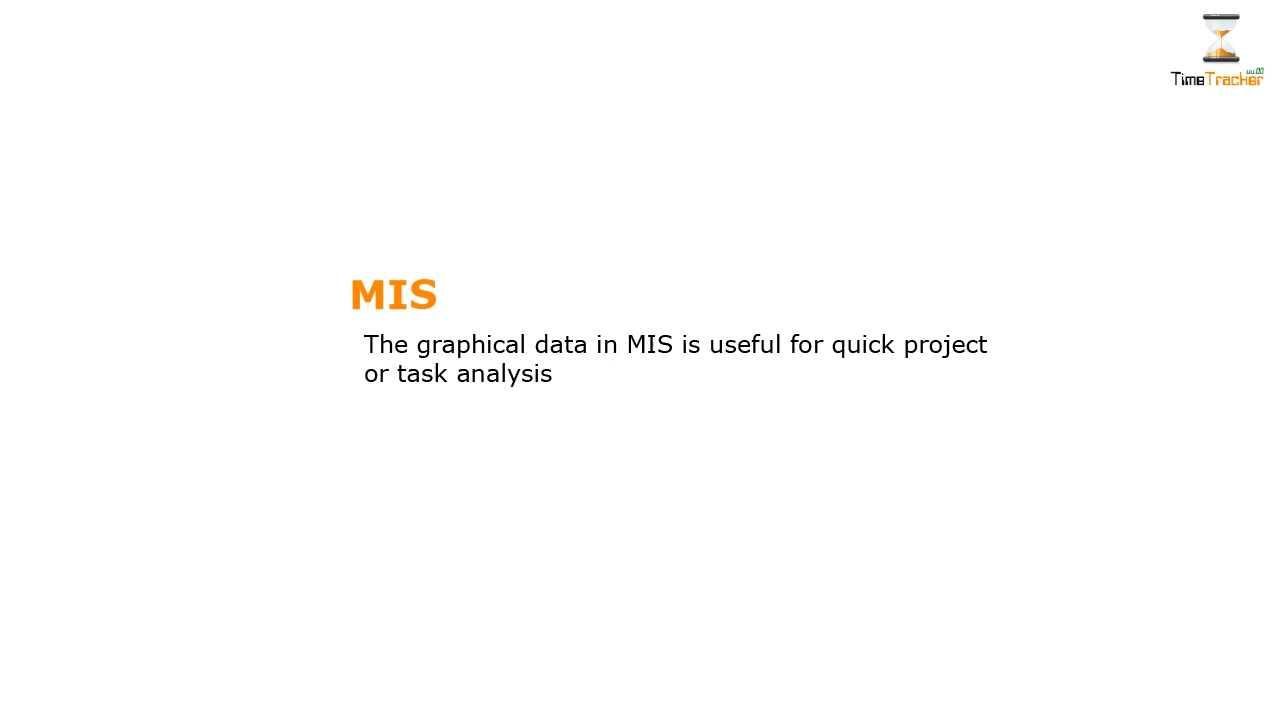 TimeTracker
MIS
The graphical data in MIS is useful for quick project
or task analysis